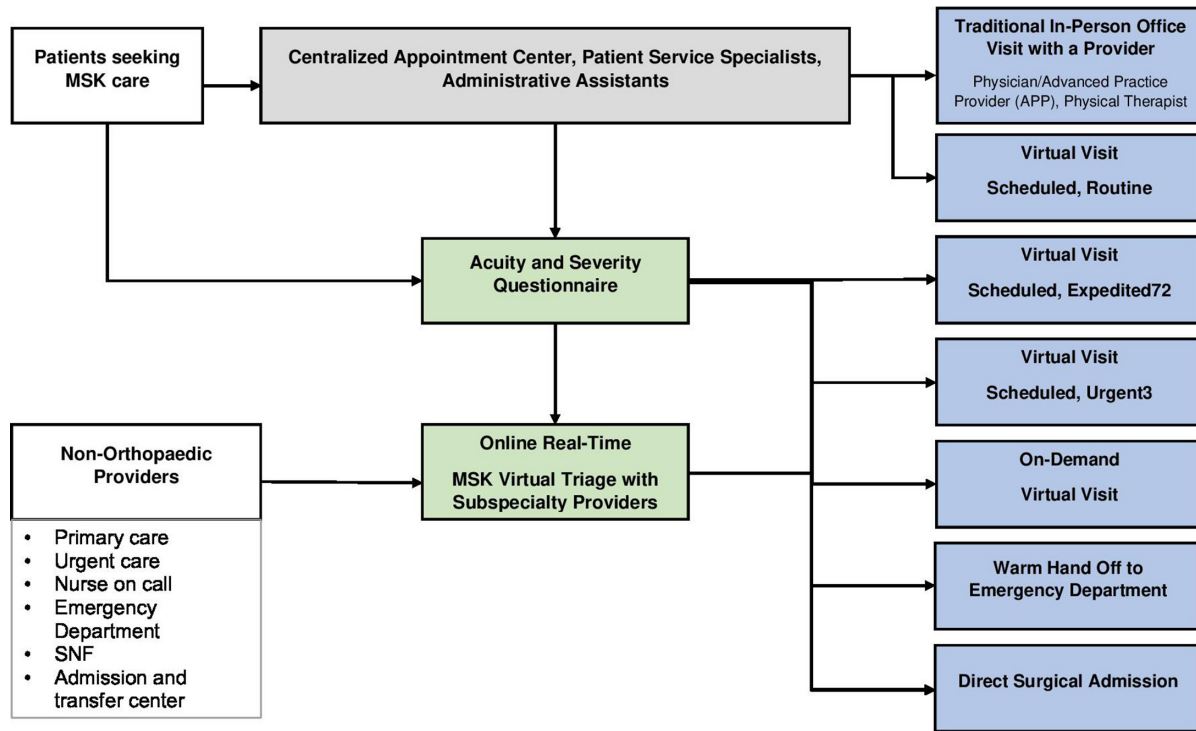 Patients seeking
MSK care
Centralized Appointment Center, Patient Service Specialists,
Administrative Assistants
Traditional In-Person Office
Visit with a Provider
Physician/Advanced Practice
Provider (APP), Physical Therapist
Virtual Visit
Scheduled, Routine
Acuity and Severity
Questionnaire
Virtual Visit
Scheduled, Expedited72
Virtual Visit
Scheduled, Urgent3
Non-Orthopaedic
Providers
• Primary care
• Urgent care
• Nurse on call
• Emergency
Department
• SNF
• Admission and
transfer center
Online Real-Time
MSK Virtual Triage with
Subspecialty Providers
On-Demand
Virtual Visit
Warm Hand Off to
Emergency Department
Direct Surgical Admission